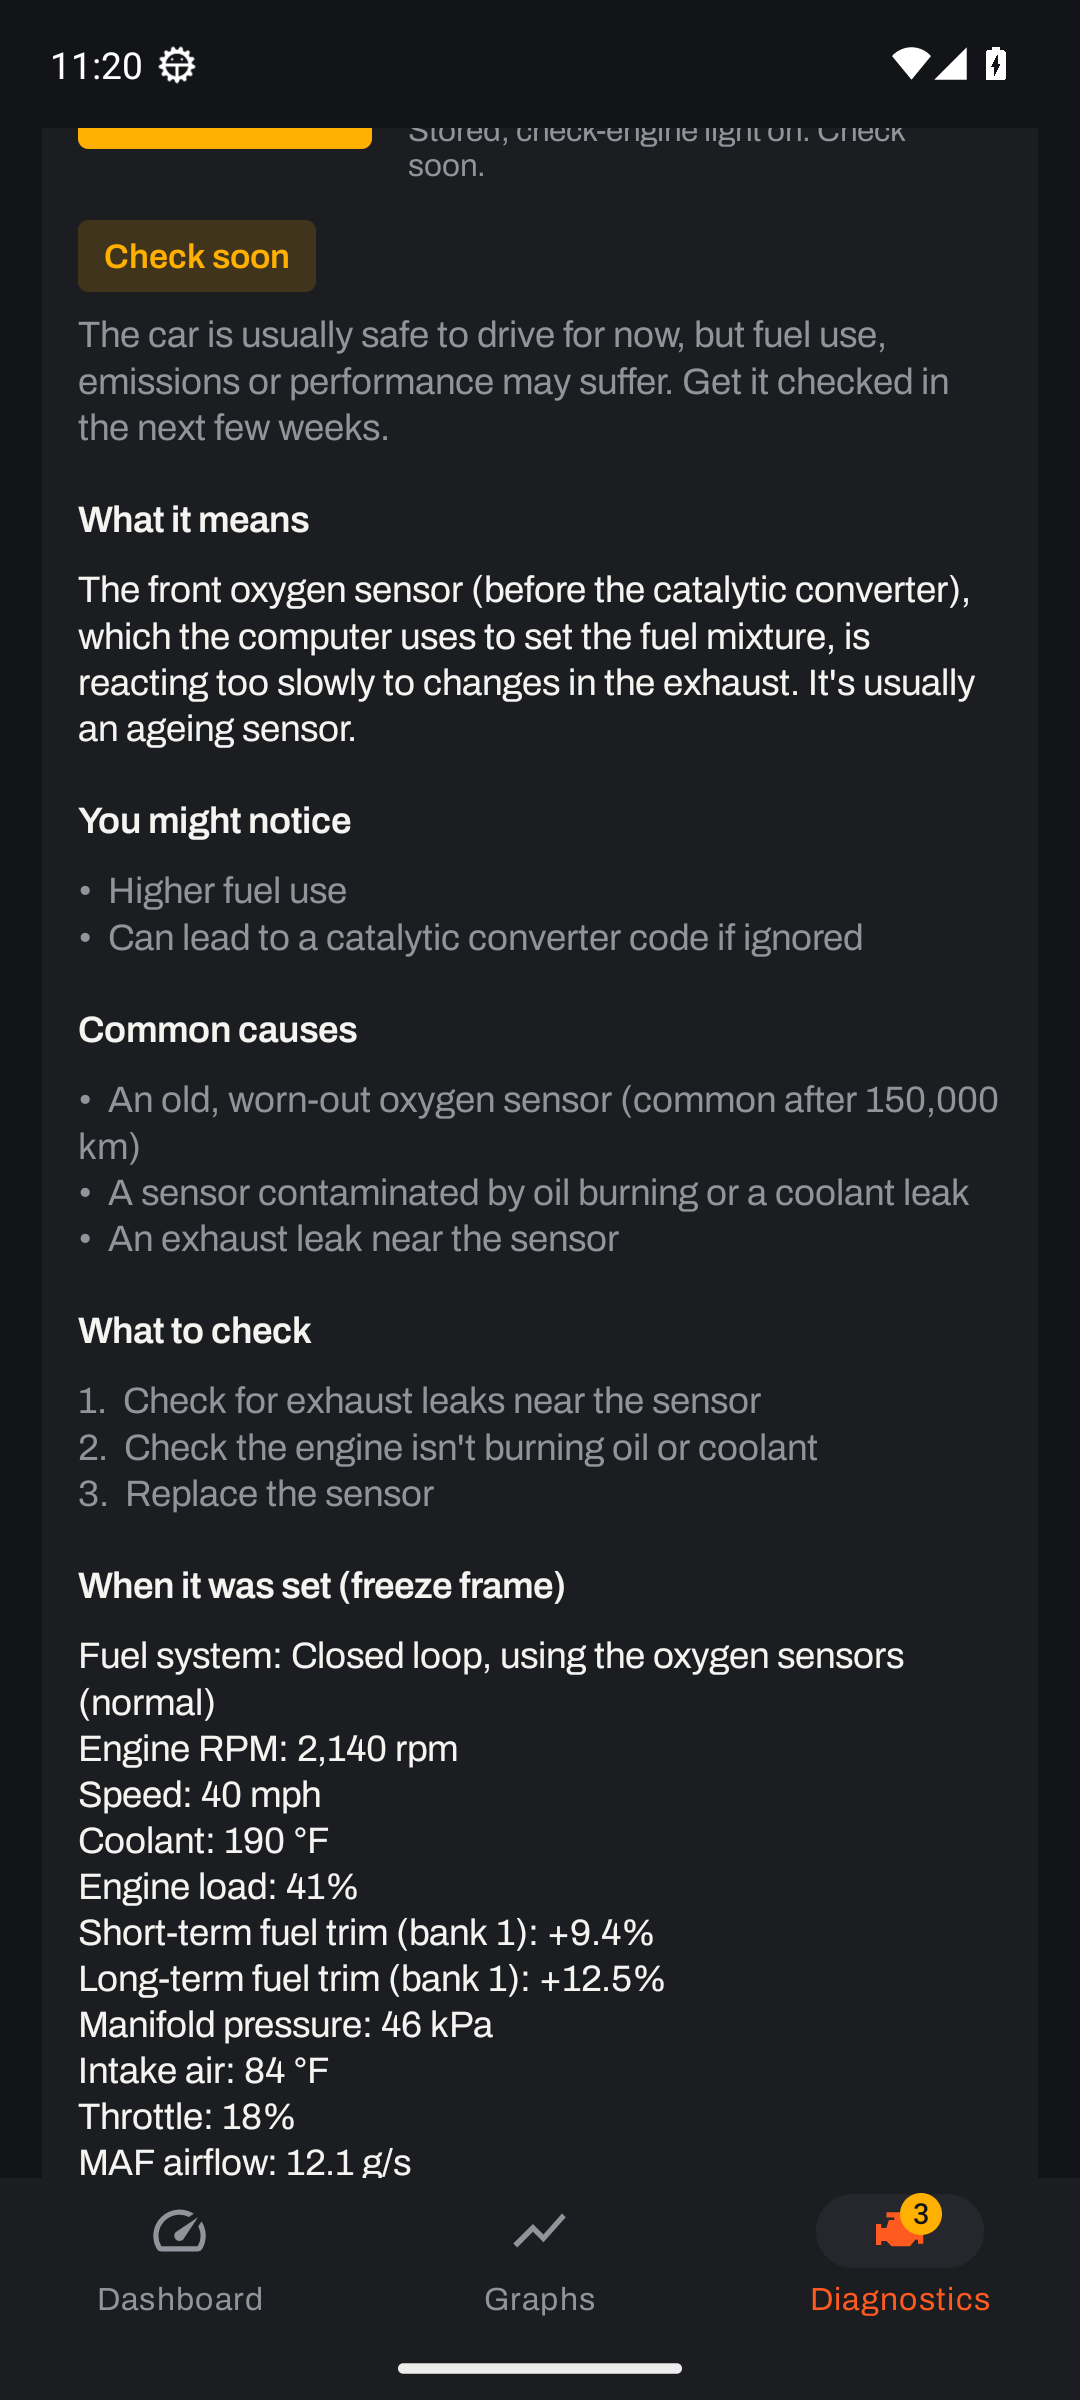 11:20
Stored, check-engine light on. Check
soon.
Check soon
The car is usually safe to drive for now, but fuel use,
emissions or performance may suffer. Get it checked in
the next few weeks.
What it means
The front oxygen sensor (before the catalytic converter),
which the computer uses to set the fuel mixture, is
reacting too slowly to changes in the exhaust. It's usually
an ageing sensor.
You might notice
• Higher fuel use
• Can lead to a catalytic converter code if ignored
Common causes
• An old, worn-out oxygen sensor (common after 150,000
km)
• A sensor contaminated by oil burning or a coolant leak
• An exhaust leak near the sensor
What to check
1. Check for exhaust leaks near the sensor
2. Check the engine isn't burning oil or coolant
3. Replace the sensor
When it was set (freeze frame)
Fuel system: Closed loop, using the oxygen sensors
(normal)
Engine RPM: 2,140 rpm
Speed: 40 mph
Coolant: 190 °F
Engine load: 41%
Short-term fuel trim (bank 1): +9.4%
Long-term fuel trim (bank 1): +12.5%
Manifold pressure: 46 kPa
Intake air: 84 °F
Throttle: 18%
MAF airflow: 12.1 g/s
3
Dashboard
Graphs
Diagnostics